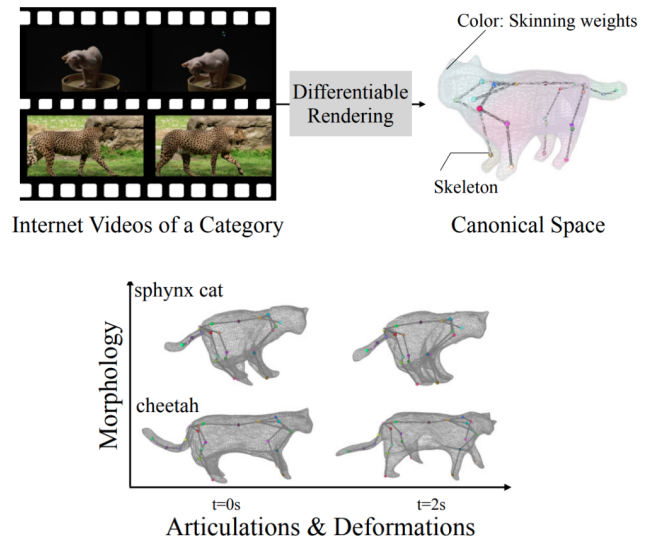 Color: Skinning weights
Differentiable
Rendering
Skeleton
Internet Videos of a Category
Canonical Space
sphynx cat
Morphology
cheetah
t=0s
t=2s
Articulations & Deformations